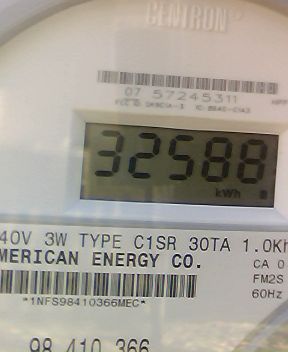 CENTRON
07 57245311
32588
kWh
40V 3W TYPE C1SR 30TA 1.0Kh
MERICAN ENERGY CO.
CA 0
FM2S
60Hz
*1NFS98410366MEC*
98 410 366